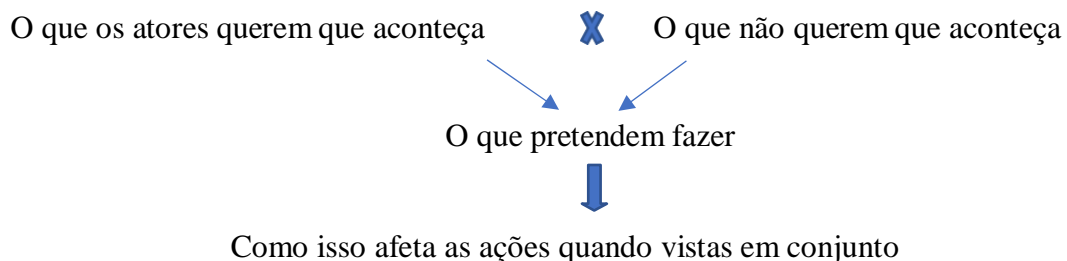 O que os atores querem que aconteça X O que não querem que aconteça
O que pretendem fazer
Como isso afeta as ações quando vistas em conjunto